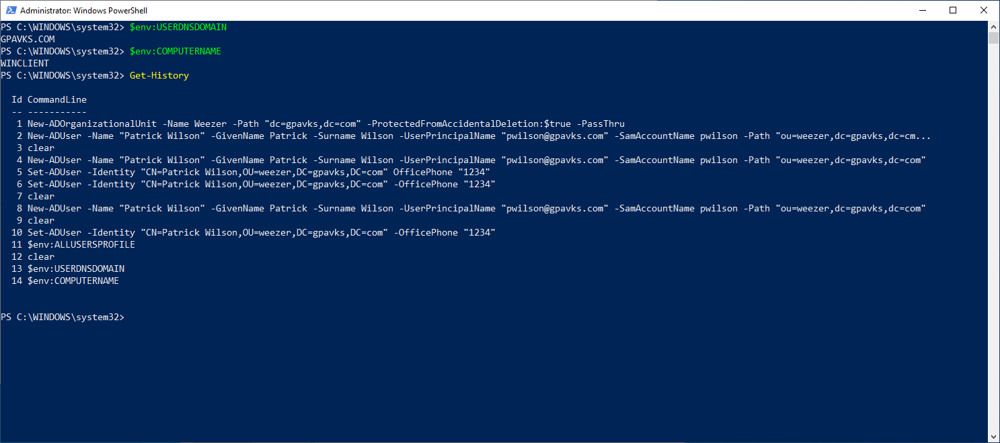 Administrator: Windows PowerShell
PS C:\WINDOWS\system32> $env:USERDNSDOMAIN
GPAVKS.COM
PS C:\WINDOWS\system32> $env:COMPUTERNAME
WINCLIENT
PS C:\WINDOWS\system32> Get-History
Id CommandLine
-- -----------
1 New-ADOrganizationalUnit -Name Weezer -Path "dc=gpavks,dc=com" -ProtectedFromAccidentalDeletion:$true -PassThru
2 New-ADUser -Name "Patrick Wilson" -GivenName Patrick -Surname Wilson -UserPrincipalName "pwilson@gpavks.com" -SamAccountName pwilson -Path "ou=weezer,dc=gpavks,dc=cm...
3 clear
4 New-ADUser -Name "Patrick Wilson" -GivenName Patrick -Surname Wilson -UserPrincipalName "pwilson@gpavks.com" -SamAccountName pwilson -Path "ou=weezer,dc=gpavks,dc=com"
5 Set-ADUser -Identity "CN=Patrick Wilson,OU=weezer,DC=gpavks,DC=com" OfficePhone "1234"
6 Set-ADUser -Identity "CN=Patrick Wilson,OU=weezer,DC=gpavks,DC=com" -OfficePhone "1234"
7 clear
8 New-ADUser -Name "Patrick Wilson" -GivenName Patrick -Surname Wilson -UserPrincipalName "pwilson@gpavks.com" -SamAccountName pwilson -Path "ou=weezer,dc=gpavks,dc=com"
9 clear
10 Set-ADUser -Identity "CN=Patrick Wilson,OU=weezer,DC=gpavks,DC=com" -OfficePhone "1234"
11 $env:ALLUSERSPROFILE
12 clear
13 $env:USERDNSDOMAIN
14 $env:COMPUTERNAME
PS C:\WINDOWS\system32>